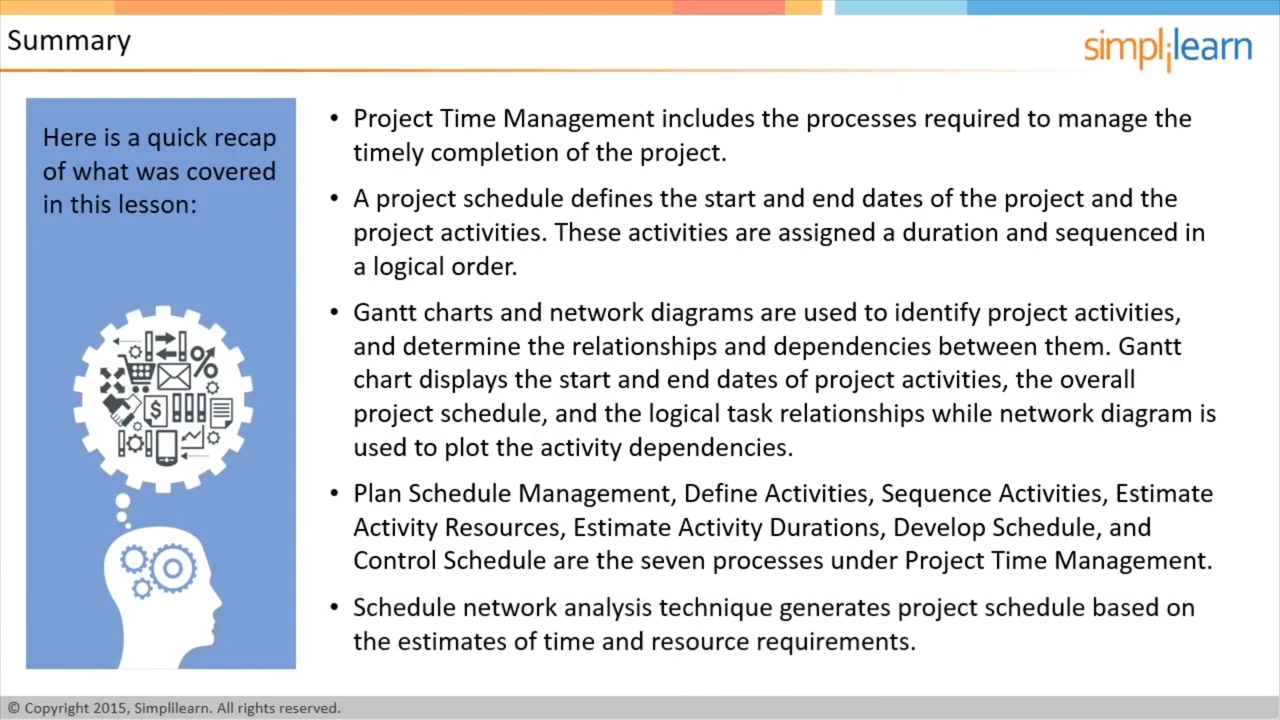 Summary
simplilearn
Here is a quick recap
of what was covered
in this lesson:
• Project Time Management includes the processes required to manage the
timely completion of the project.
• A project schedule defines the start and end dates of the project and the
project activities. These activities are assigned a duration and sequenced in
a logical order.
• Gantt charts and network diagrams are used to identify project activities,
and determine the relationships and dependencies between them. Gantt
chart displays the start and end dates of project activities, the overall
project schedule, and the logical task relationships while network diagram is
used to plot the activity dependencies.
• Plan Schedule Management, Define Activities, Sequence Activities, Estimate
Activity Resources, Estimate Activity Durations, Develop Schedule, and
Control Schedule are the seven processes under Project Time Management.
• Schedule network analysis technique generates project schedule based on
the estimates of time and resource requirements.
© Copyright 2015, Simplilearn. All rights reserved.